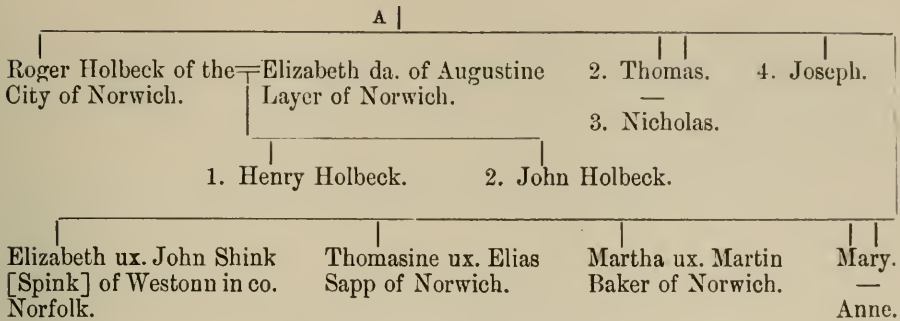 A
Roger Holbeck of the Elizabeth da. of Augustine 2. Thomas. 4. Joseph.
City of Norwich. Layer of Norwich. —
3. Nicholas.
1. Henry Holbeck. 2. John Holbeck.
Elizabeth ux. John Shink Thomasine ux. Elias Martha ux. Martin Mary.
[Spink] of Westonn in co. Sapp of Norwich. Baker of Norwich. —
Norfolk. Anne.